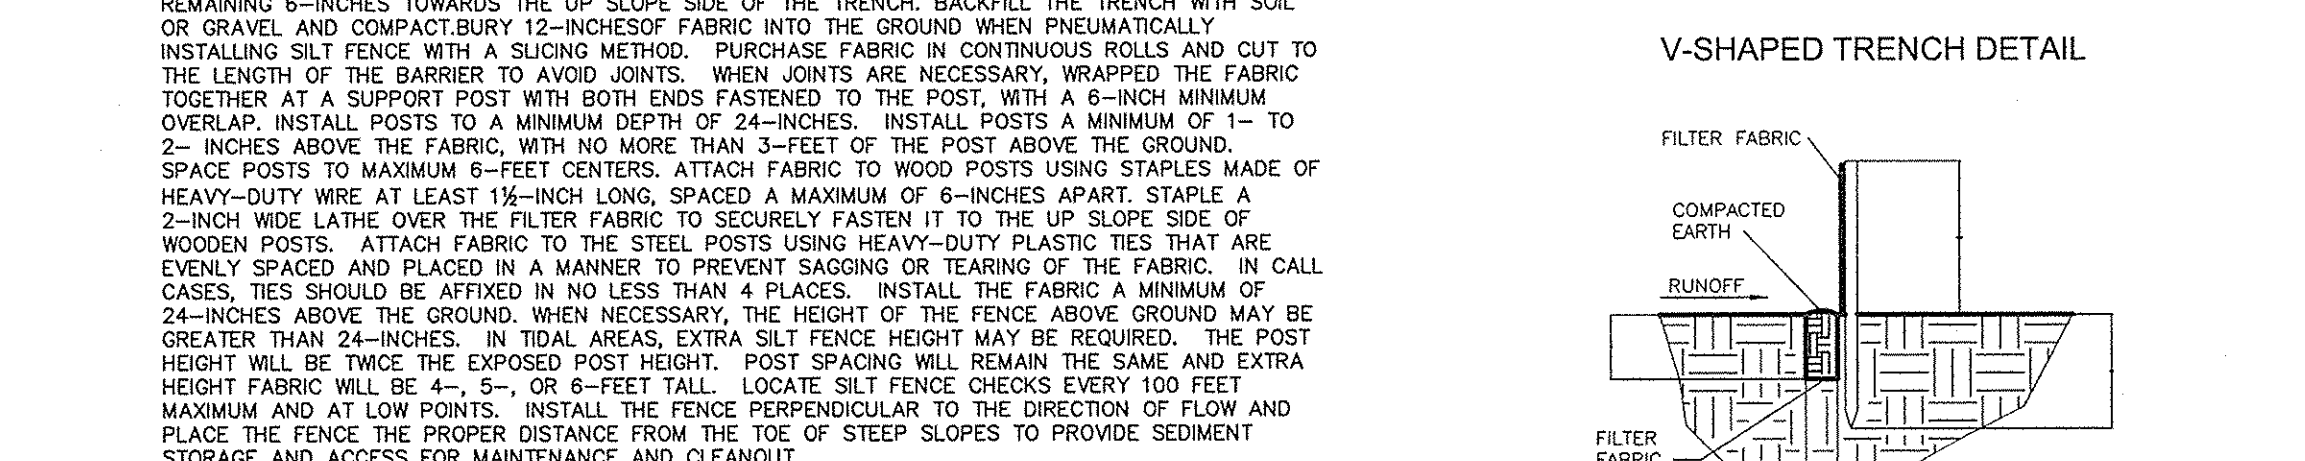 REMAINING 6-INCHES TOWARDS THE UP SLOPE SIDE OF THE TRENCH. BACKFILL THE TRENCH WITH SOIL
OR GRAVEL AND COMPACT.BURY 12-INCHESOF FABRIC INTO THE GROUND WHEN PNEUMATICALLY
INSTALLING SILT FENCE WITH A SLICING METHOD. PURCHASE FABRIC IN CONTINUOUS ROLLS AND CUT TO
THE LENGTH OF THE BARRIER TO AVOID JOINTS. WHEN JOINTS ARE NECESSARY, WRAPPED THE FABRIC
TOGETHER AT A SUPPORT POST WITH BOTH ENDS FASTENED TO THE POST, WITH A 6-INCH MINIMUM
OVERLAP. INSTALL POSTS TO A MINIMUM DEPTH OF 24-INCHES. INSTALL POSTS A MINIMUM OF 1- TO
2- INCHES ABOVE THE FABRIC, WITH NO MORE THAN 3-FEET OF THE POST ABOVE THE GROUND.
SPACE POSTS TO MAXIMUM 6-FEET CENTERS. ATTACH FABRIC TO WOOD POSTS USING STAPLES MADE OF
HEAVY-DUTY WIRE AT LEAST 1½-INCH LONG, SPACED A MAXIMUM OF 6-INCHES APART. STAPLE A
2-INCH WIDE LATHE OVER THE FILTER FABRIC TO SECURELY FASTEN IT TO THE UP SLOPE SIDE OF
WOODEN POSTS. ATTACH FABRIC TO THE STEEL POSTS USING HEAVY-DUTY PLASTIC TIES THAT ARE
EVENLY SPACED AND PLACED IN A MANNER TO PREVENT SAGGING OR TEARING OF THE FABRIC. IN CALL
CASES, TIES SHOULD BE AFFIXED IN NO LESS THAN 4 PLACES. INSTALL THE FABRIC A MINIMUM OF
24-INCHES ABOVE THE GROUND. WHEN NECESSARY, THE HEIGHT OF THE FENCE ABOVE GROUND MAY BE
GREATER THAN 24-INCHES. IN TIDAL AREAS, EXTRA SILT FENCE HEIGHT MAY BE REQUIRED. THE POST
HEIGHT WILL BE TWICE THE EXPOSED POST HEIGHT. POST SPACING WILL REMAIN THE SAME AND EXTRA
HEIGHT FABRIC WILL BE 4-, 5-, OR 6-FEET TALL. LOCATE SILT FENCE CHECKS EVERY 100 FEET
MAXIMUM AND AT LOW POINTS. INSTALL THE FENCE PERPENDICULAR TO THE DIRECTION OF FLOW AND
PLACE THE FENCE THE PROPER DISTANCE FROM THE TOE OF STEEP SLOPES TO PROVIDE SEDIMENT
STORAGE AND ACCESS FOR MAINTENANCE AND CLEANOUT
V-SHAPED TRENCH DETAIL
FILTER FABRIC
COMPACTED
EARTH
RUNOFF
FILTER
FABRIC